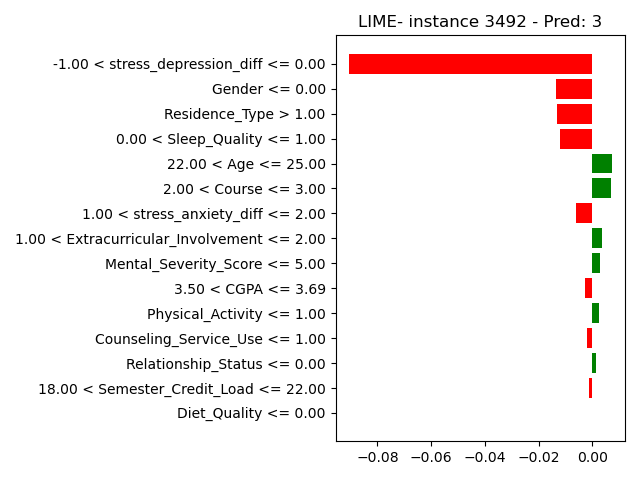 LIME- instance 3492 - Pred: 3
-1.00 < stress_depression_diff <= 0.00
Gender <= 0.00
Residence_Type > 1.00
0.00 < Sleep_Quality <= 1.00
22.00 < Age <= 25.00
2.00 < Course <= 3.00
1.00 < stress_anxiety_diff <= 2.00
1.00 < Extracurricular_Involvement <= 2.00
Mental_Severity_Score <= 5.00
3.50 < CGPA <= 3.69
Physical_Activity <= 1.00
Counseling_Service_Use <= 1.00
Relationship_Status <= 0.00
18.00 < Semester_Credit_Load <= 22.00
Diet_Quality <= 0.00
−0.08 −0.06 −0.04 −0.02 0.00